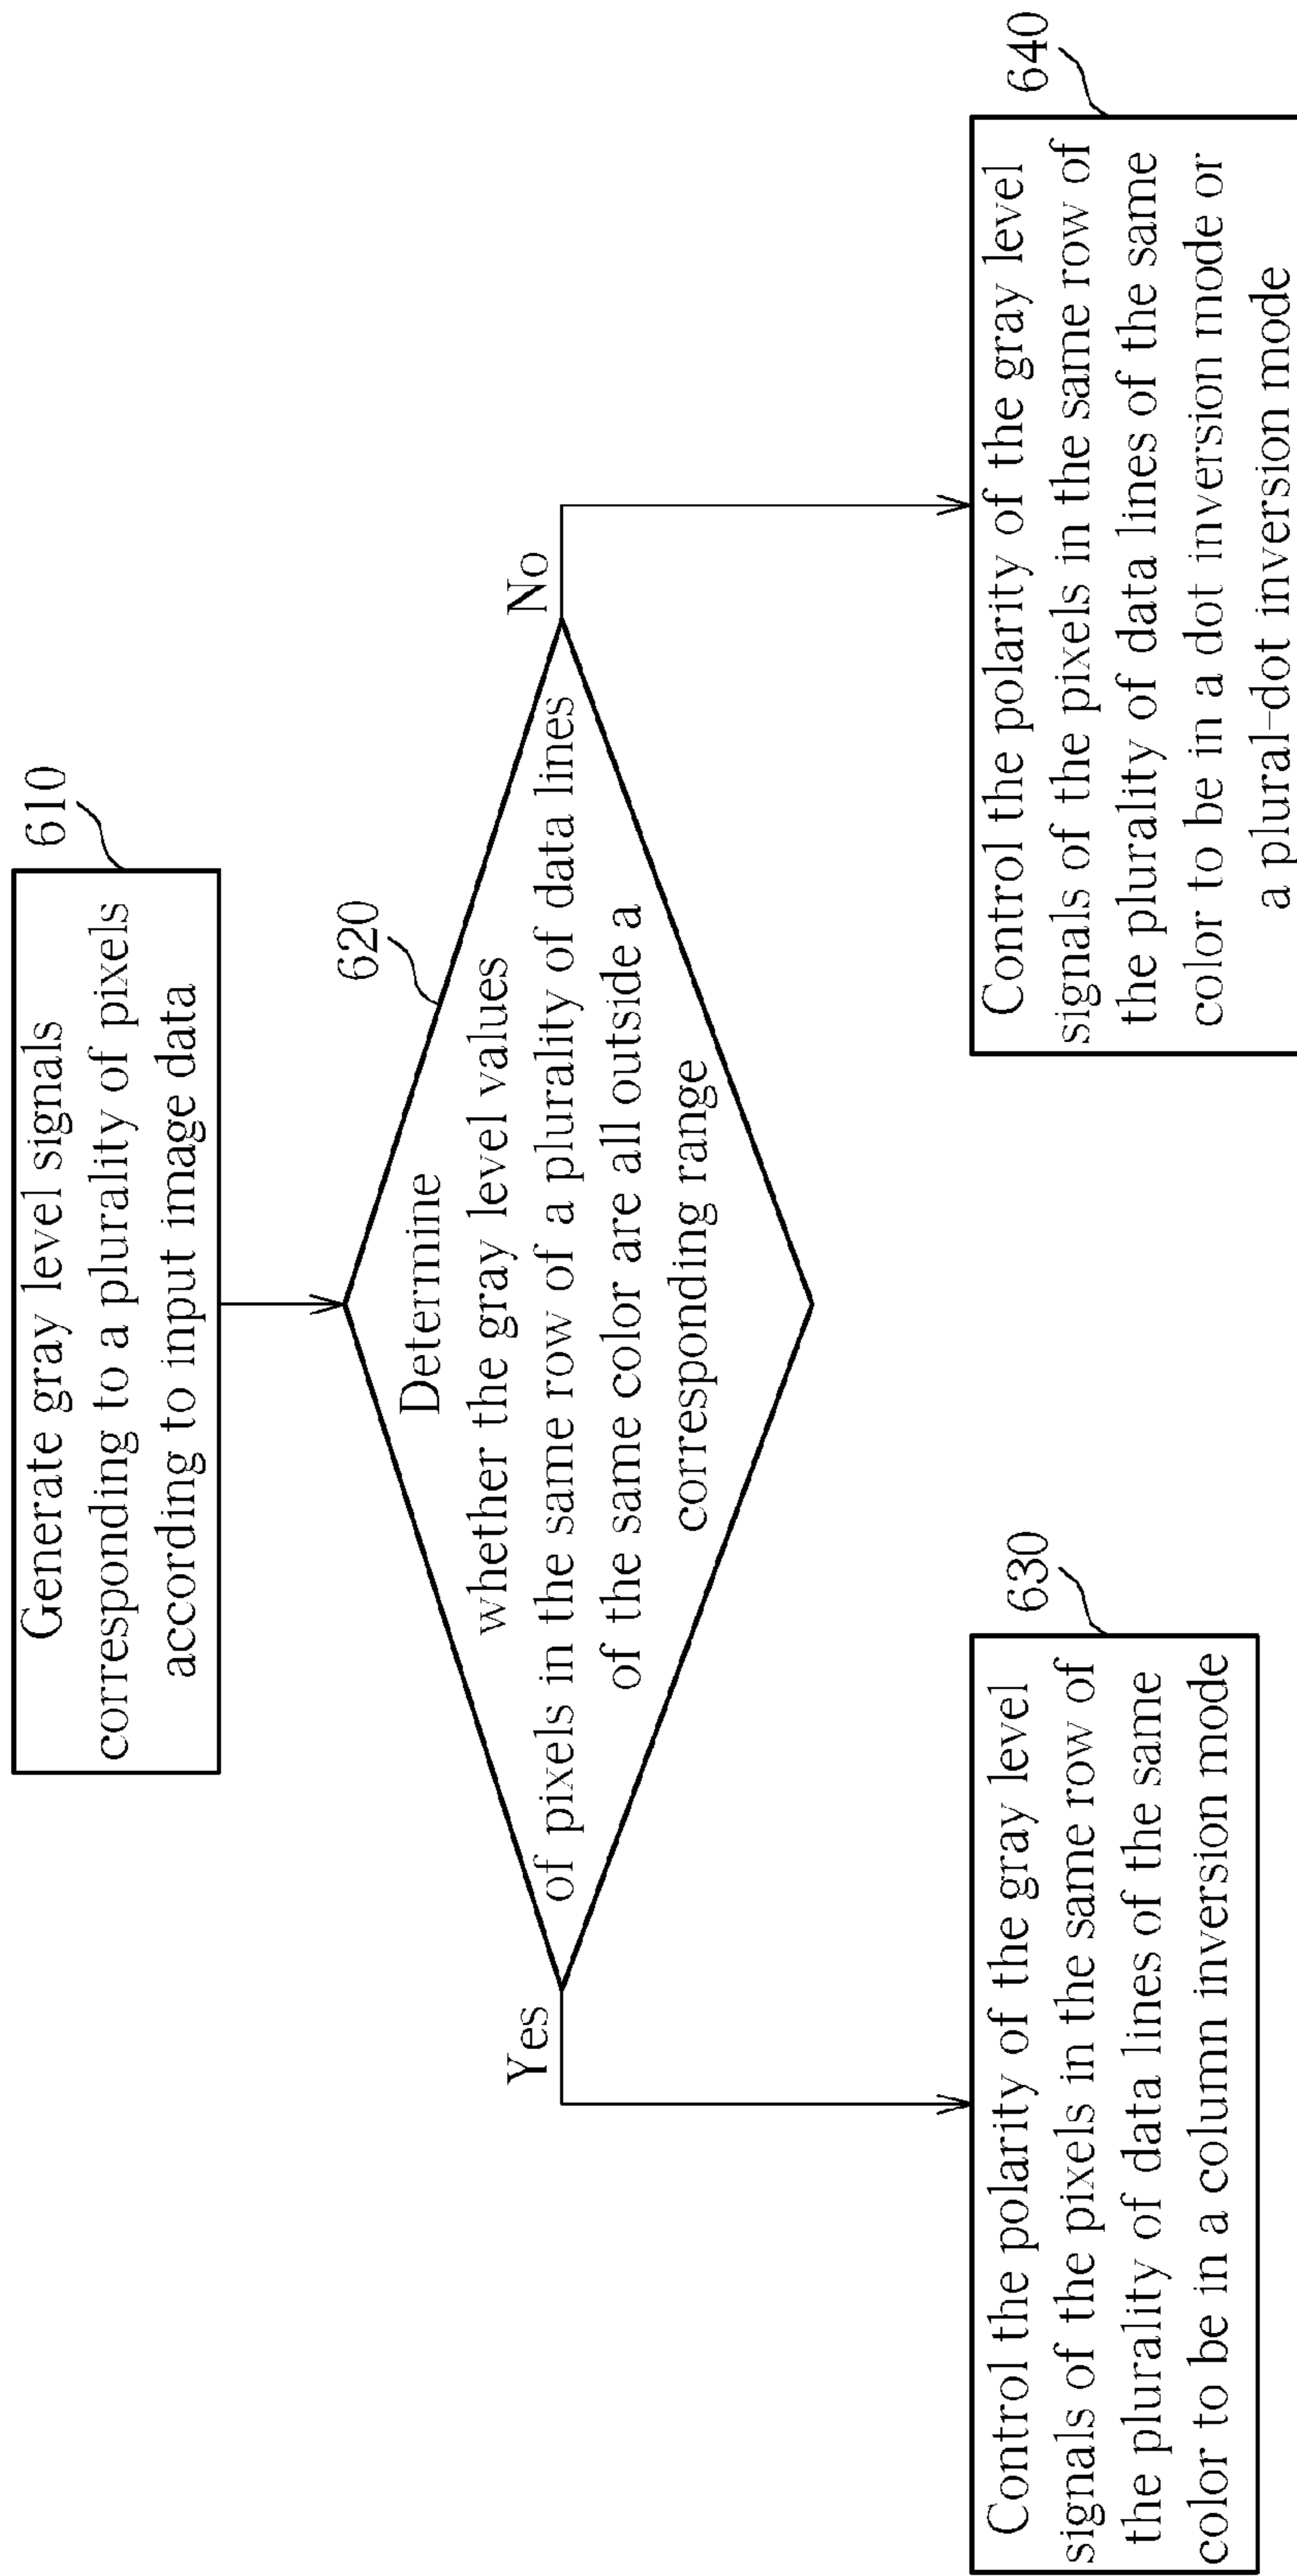 610
Generate gray level signals
corresponding to a plurality of pixels
according to input image data
620
Determine
whether the gray level values
of pixels in the same row of a plurality of data lines
of the same color are all outside a
corresponding range
Yes
No
630
Control the polarity of the gray level
signals of the pixels in the same row of
the plurality of data lines of the same
color to be in a column inversion mode
640
Control the polarity of the gray level
signals of the pixels in the same row of
the plurality of data lines of the same
color to be in a dot inversion mode or
a plural-dot inversion mode